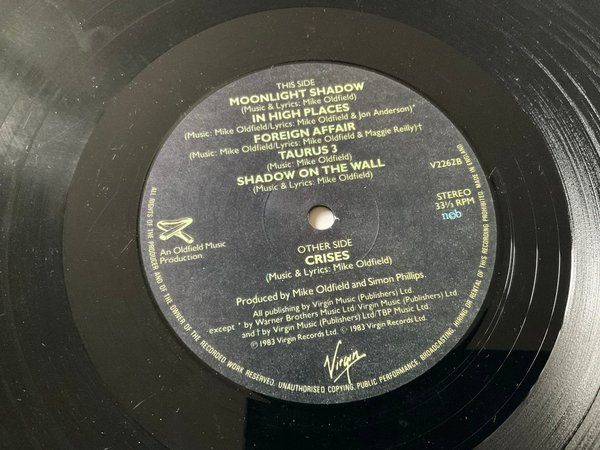 THIS SIDE
MOONLIGHT SHADOW
(Music & Lyrics: Mike Oldfield)
IN HIGH PLACES
(Music: Mike Oldfield/Lyrics: Mike Oldfield & Jon Anderson)*
FOREIGN AFFAIR
(Music: Mike Oldfield/Lyrics: Mike Oldfield & Maggie Reilly)†
TAURUS 3
(Music: Mike Oldfield)
SHADOW ON THE WALL
(Music & Lyrics: Mike Oldfield)
V2262B
STEREO
33⅓ RPM
ncb
An Oldfield Music
Production.
OTHER SIDE
CRISES
(Music & Lyrics: Mike Oldfield)
Produced by Mike Oldfield and Simon Phillips.
All publishing by Virgin Music (Publishers) Ltd
except * by Warner Brothers Music Ltd/ Virgin Music (Publishers) Ltd
and † by Virgin Music (Publishers) Ltd/TBP Music Ltd.
℗ 1983 Virgin Records Ltd. © 1983 Virgin Records Ltd.
Virgin
ALL RIGHTS OF THE PRODUCER AND OF THE OWNER OF THE RECORDED WORK RESERVED. UNAUTHORISED COPYING, PUBLIC PERFORMANCE, BROADCASTING, HIRING OR RENTAL OF THIS RECORDING PROHIBITED. MADE IN ENGLAND